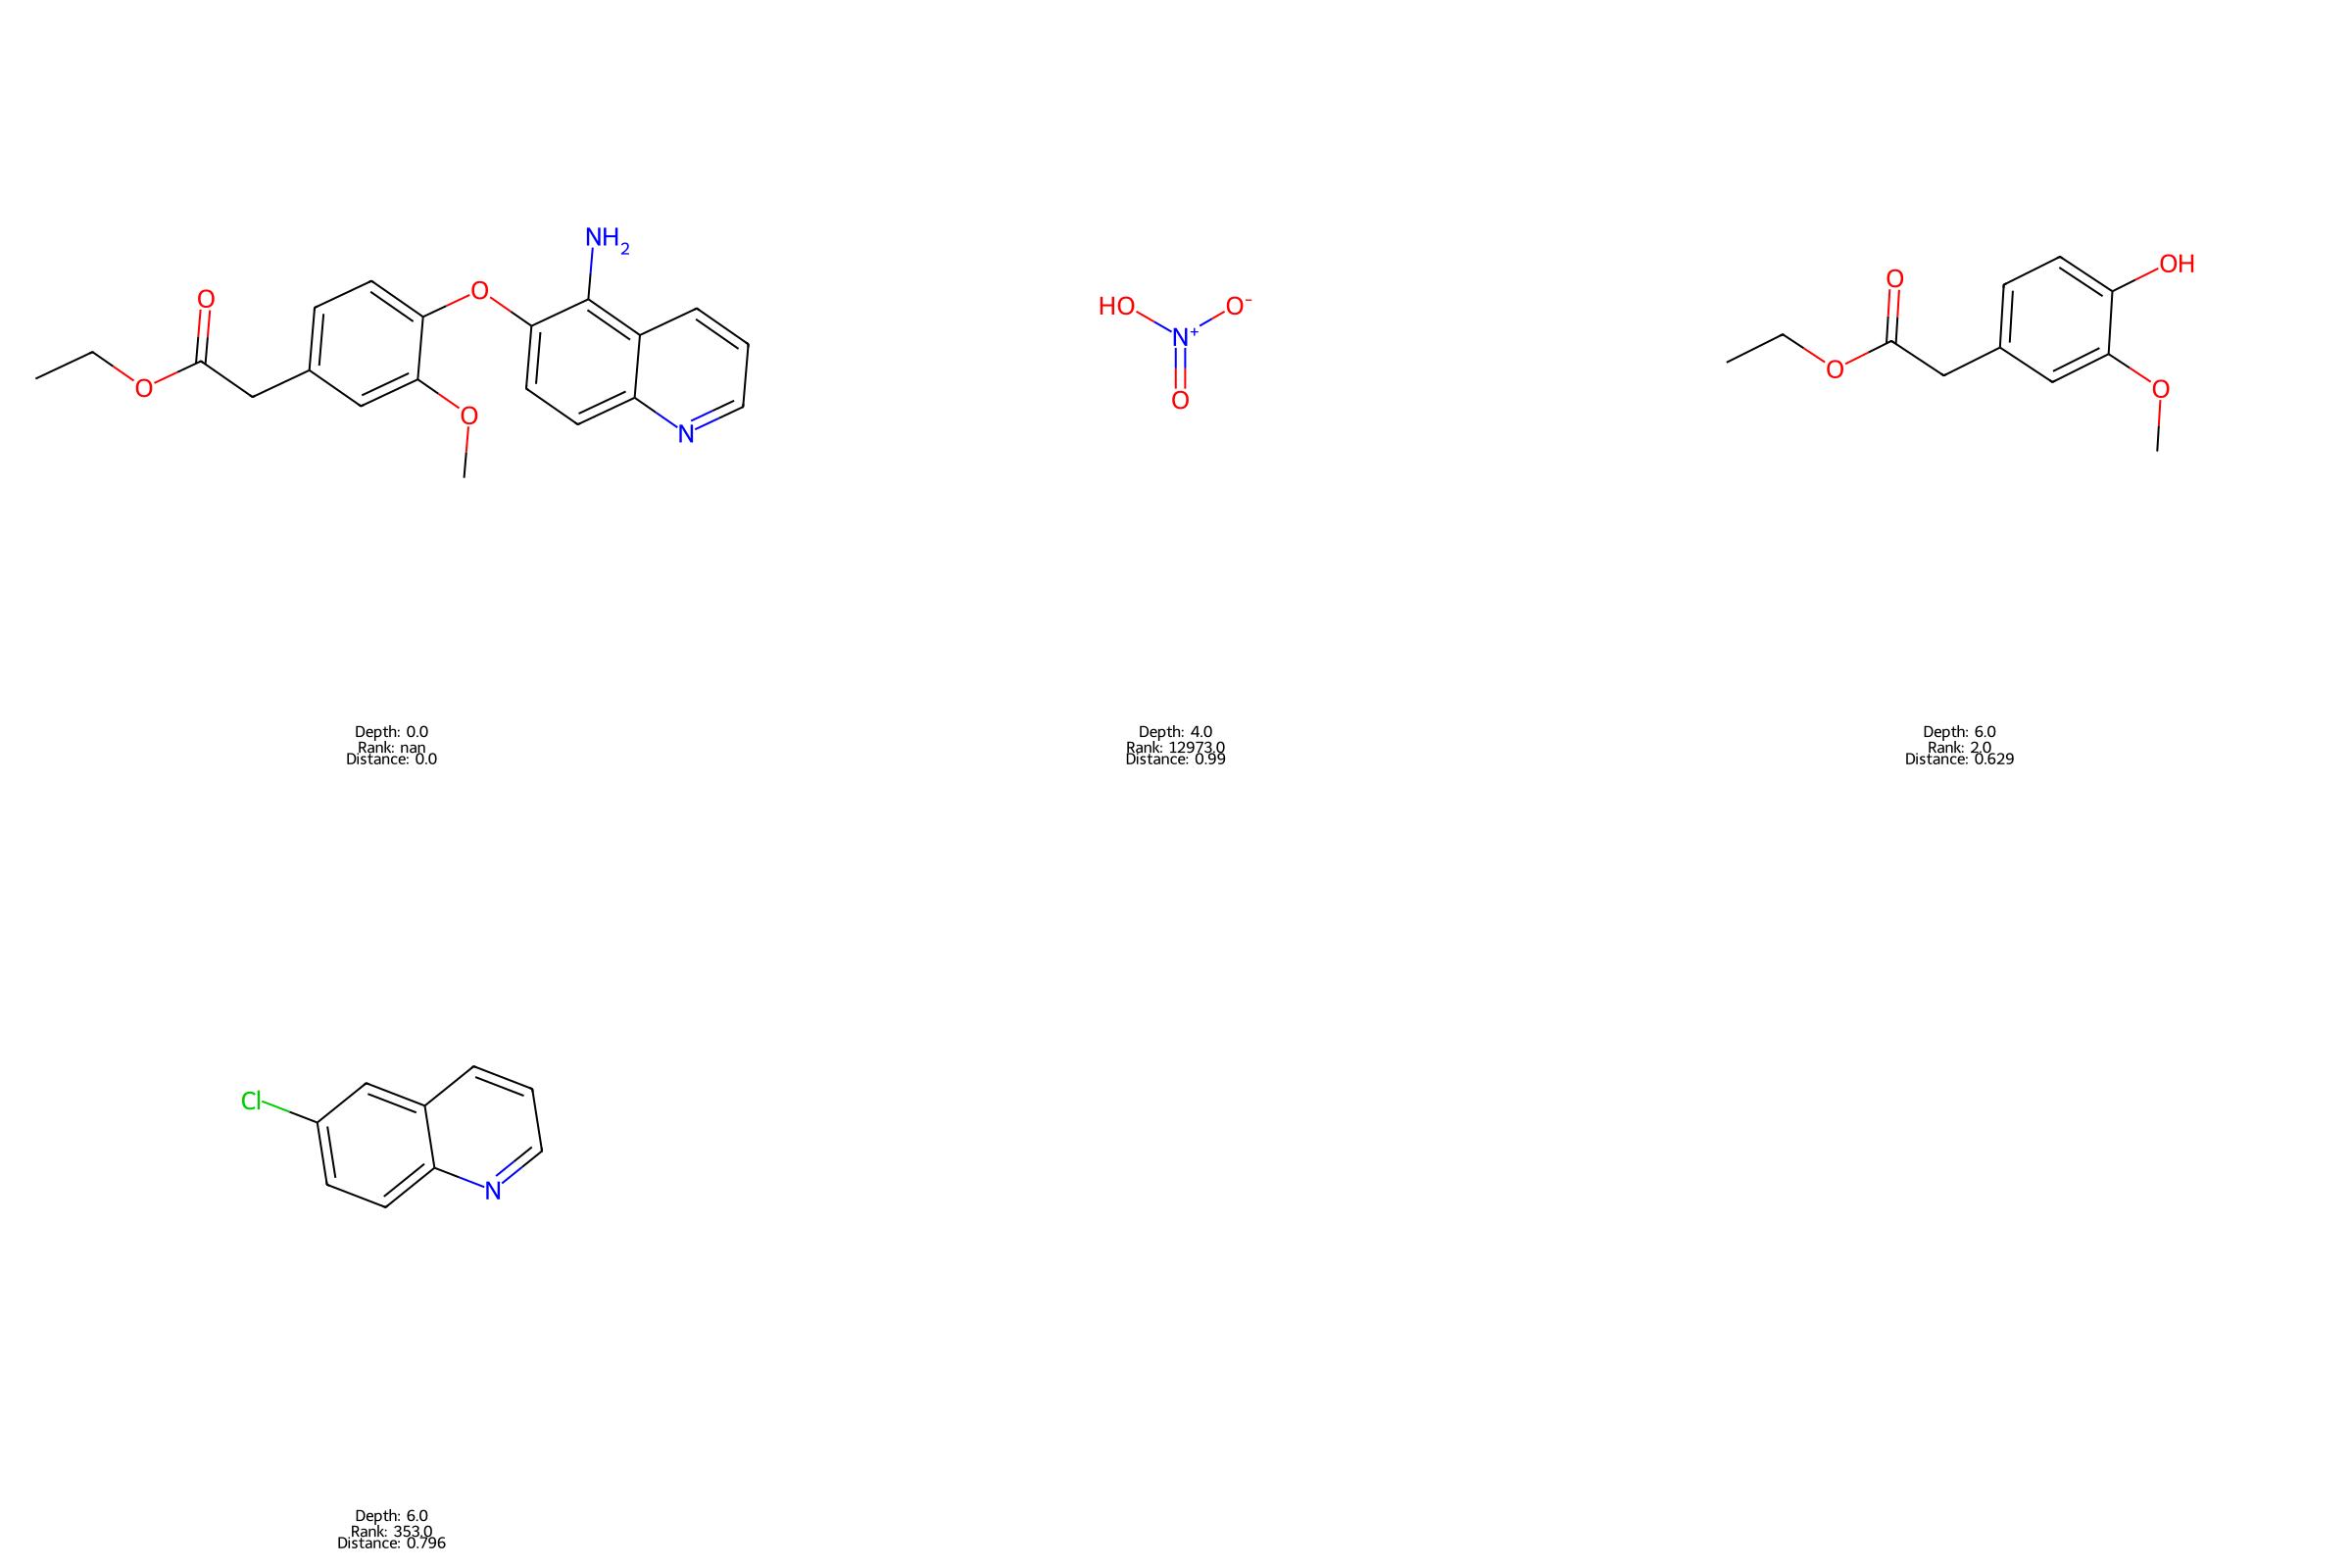 NH2
O
O
O
O
N
HO
O-
N+
O
OH
O
O
O
Depth: 0.0
Rank: nan
Distance: 0.0
Depth: 4.0
Rank: 12973.0
Distance: 0.99
Depth: 6.0
Rank: 2.0
Distance: 0.629
Cl
N
Depth: 6.0
Rank: 353.0
Distance: 0.796